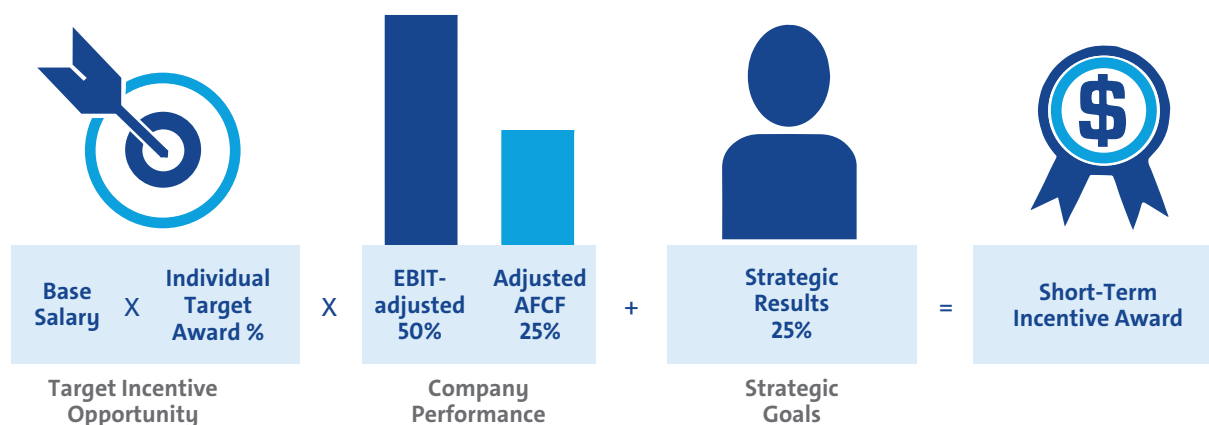 $
Base
Salary
X
Individual
Target
Award %
X
EBIT-
adjusted
50%
Adjusted
AFCF
25%
+
Strategic
Results
25%
=
Short-Term
Incentive Award
Target Incentive
Opportunity
Company
Performance
Strategic
Goals